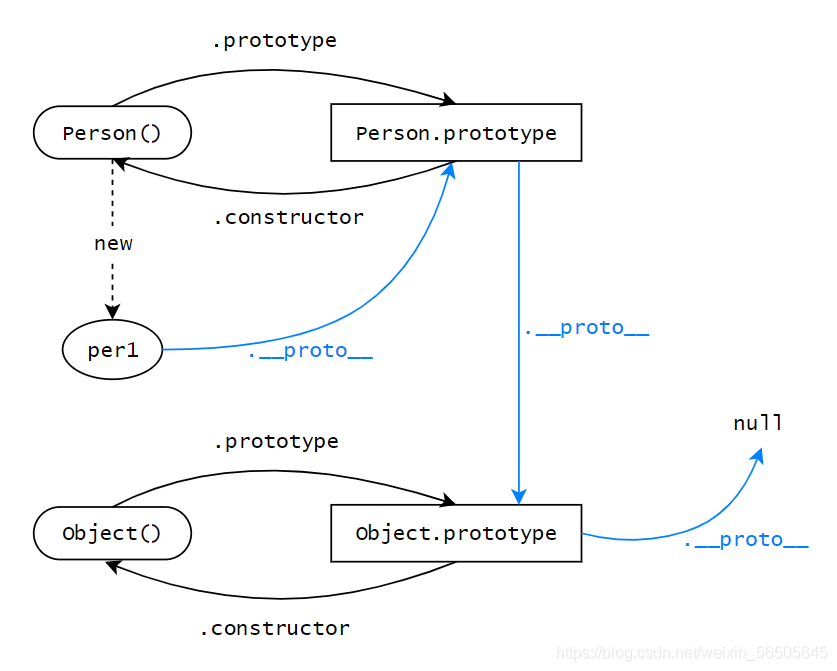 .prototype
Person()
Person.prototype
.constructor
new
.__proto__
per1
.__proto__
null
.prototype
Object()
Object.prototype
.__proto__
.constructor
https://blog.csdn.net/weixin_56505845